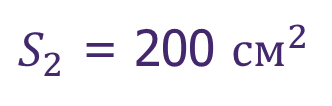 S₂ = 200 см²